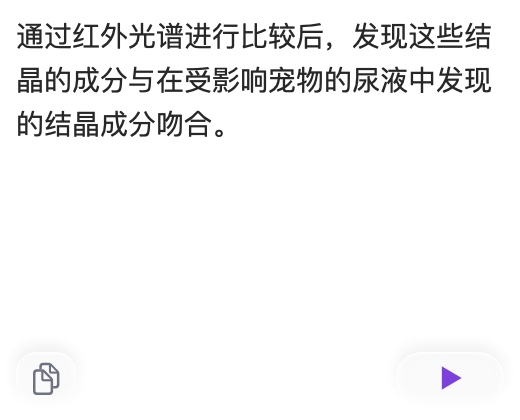 通过红外光谱进行比较后，发现这些结
晶的成分与在受影响宠物的尿液中发现
的结晶成分吻合。